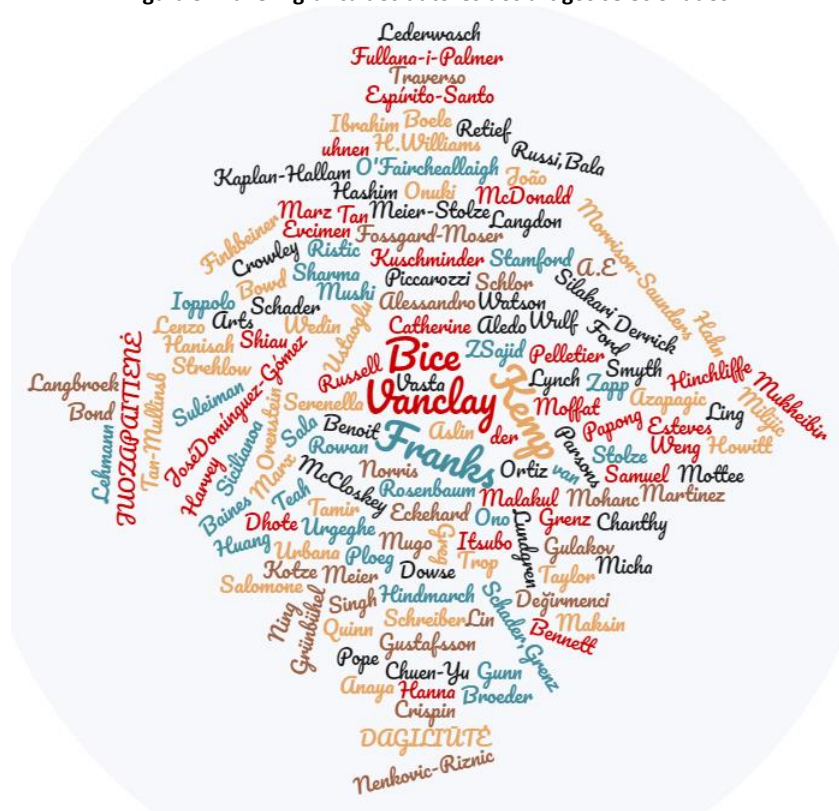 Lederwasch
Fullana-i-Palmer
Traverso
Espírito-Santo
Ibrahim Boele Retief
uhnen H.Williams Russi,Bala
Kaplan-Hallam O'Faircheallaigh João
Hashim Onuki McDonald
Marz Tan Meier-Stolze Langdon Morrison-Saunders
Finkbeiner Ercimen Fossgard-Moser
Crowley Ristic Kuschminder Stamford A.E
Bowd Sharma Piccarozzi Schlor Silakari Derrick
Ioppolo Schader Mushi Alessandro Watson Hahn
Lenzo Arts Wedin Ustaoglu Catherine Aledo Wulf Ford
Hanisah Shiau Bice ZSajid Pelletier Smyth
Strehlow Russell Vasta Kemp Lynch Zapp Hinchliffe Mukheibir
Langbroek JUOZAPAITIENĖ Suleiman JoséDomínguez-Gómez Serenella Vanclay Moffat Azapagic Miljic
Bond Tan-Mullinsb Orenstein Sala Benoit Aslin der Papong Esteves Ling
Lehmann Harvey Sicilianoa Marx Rowan Franks Parsons Stolze Weng Howitt
McCloskey Norris Ortiz van Samuel Mottee
Baines Teah Rosenbaum Malakul Mohanc Martinez
Dhote Tamir Eckehard Ono Lundgren Grenz Chanthy
Huang Urgeghe Mugo Greg Itsubo Gulakov
Urbana Ploeg Trop Micha
Salomone Kotze Meier Dowse Taylor
Ning Singh Hindmarch Schader,Grenz Değirmenci
Grünbühel Quinn Schreiber Lin Maksin
Gustafsson Bennett
Pope Chuen-Yu Gunn
Anaya Hanna Broeder
Crispin
DAGILIŪTĖ
Nenkovic-Riznic